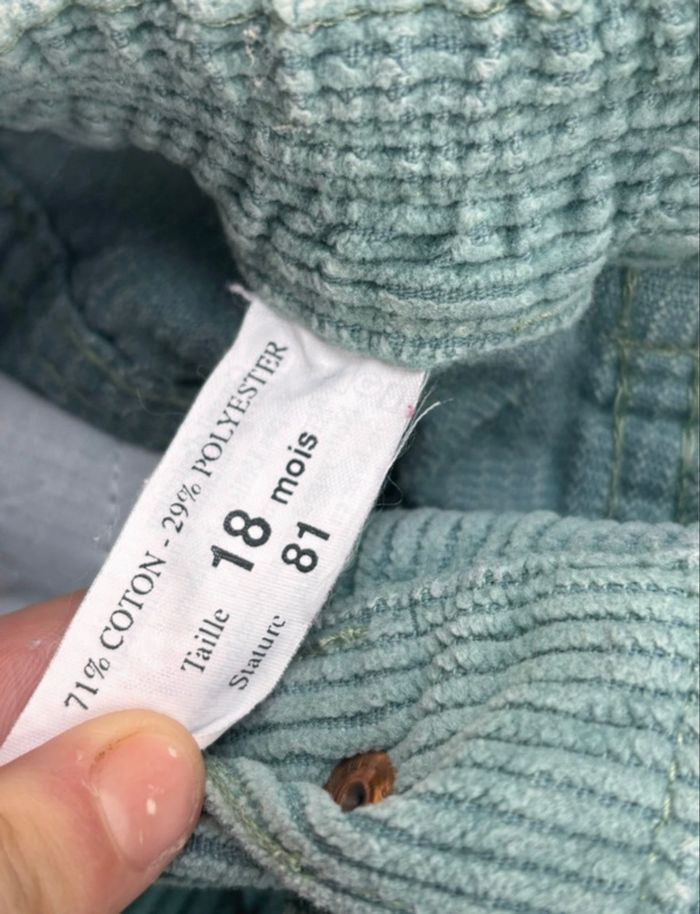 71% COTON - 29% POLYESTER
Taille 18 mois
Stature 81